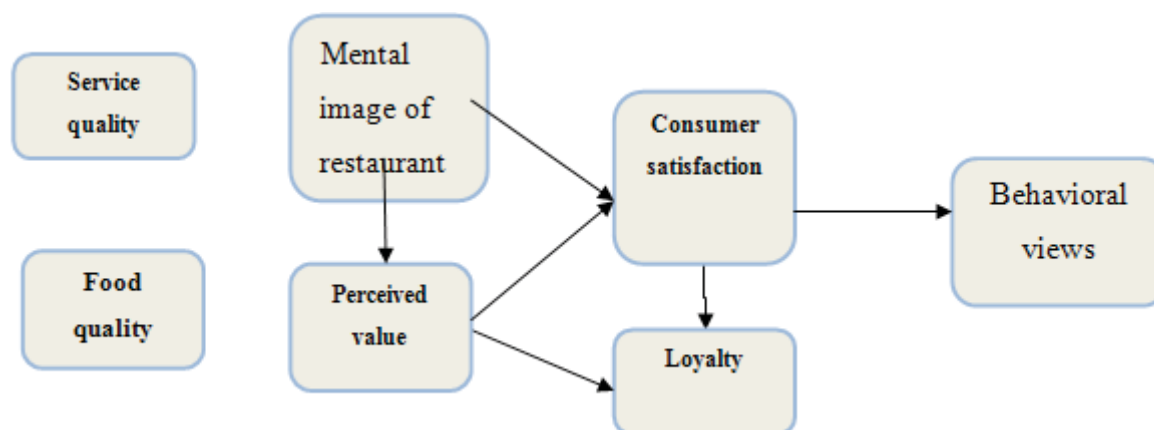 Service
quality
Mental
image of
restaurant
Consumer
satisfaction
Behavioral
views
Food
quality
Perceived
value
Loyalty